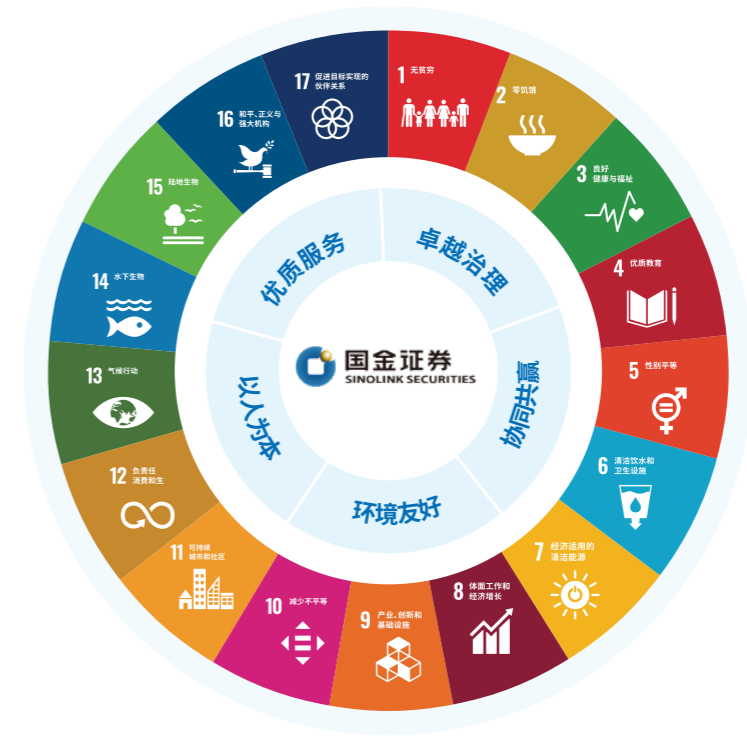 1 无贫穷
2 零饥饿
3 良好
健康与福祉
4 优质教育
5 性别平等
6 清洁饮水和
卫生设施
7 经济适用的
清洁能源
8 体面工作和
经济增长
9 产业、创新和
基础设施
10 减少不平等
11 可持续
城市和社区
12 负责任
消费和生
13 气候行动
14 水下生物
15 陆地生物
16 和平、正义与
强大机构
17 促进目标实现的
伙伴关系
卓越治理
协同共赢
环境友好
以人为本
优质服务
国金证券
SINOLINK SECURITIES